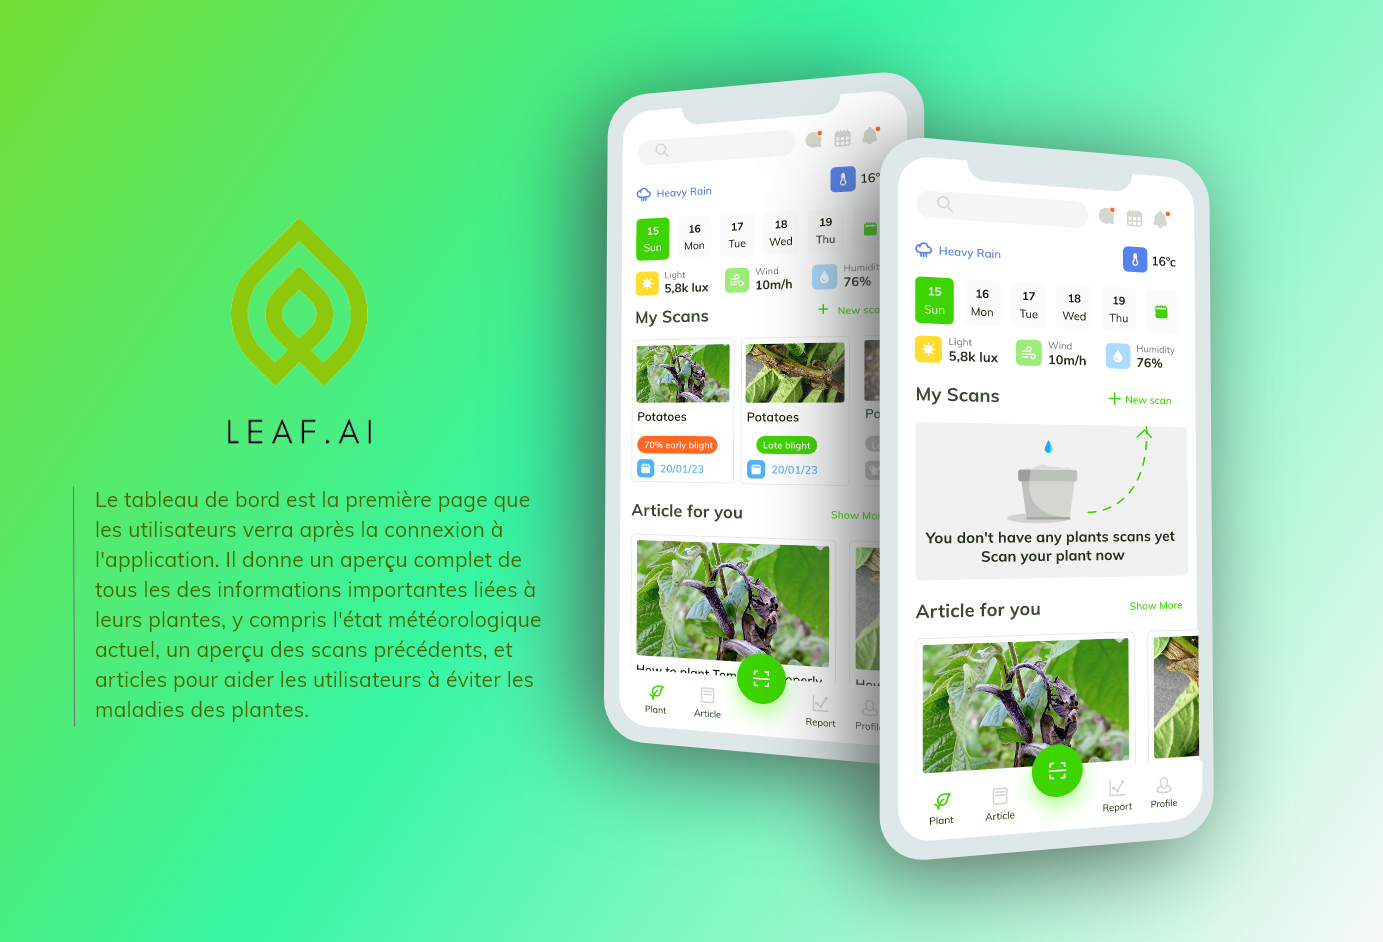 LEAF.AI
Le tableau de bord est la première page que
les utilisateurs verra après la connexion à
l'application. Il donne un aperçu complet de
tous les des informations importantes liées à
leurs plantes, y compris l'état météorologique
actuel, un aperçu des scans précédents, et
articles pour aider les utilisateurs à éviter les
maladies des plantes.
Heavy Rain
16°
15 16 17 18 19
Sun Mon Tue Wed Thu
Light Wind Humidit
5,8k lux 10m/h 76%
My Scans
+ New sca
Potatoes Potatoes Po
70% early blight Late blight
20/01/23 20/01/23
Article for you
Show Mor
How to plant Tom
Plant Article Report Profil
Heavy Rain
16°c
15 16 17 18 19
Sun Mon Tue Wed Thu
Light Wind Humidity
5,8k lux 10m/h 76%
My Scans
+ New scan
You don't have any plants scans yet
Scan your plant now
Article for you
Show More
Plant Article Report Profile